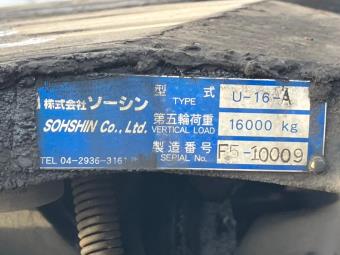 株式会社 ソーシン
SOHSHIN Co., Ltd.
TEL 04-2936-3161
型式 U-16-A
TYPE
第五輪荷重 16000 kg
VERTICAL LOAD
製造番号 F5-10009
SERIAL No.